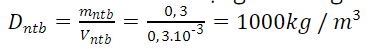 D_ntb = m_ntb / V_ntb = 0,3 / 0,3.10^-3 = 1000kg / m^3